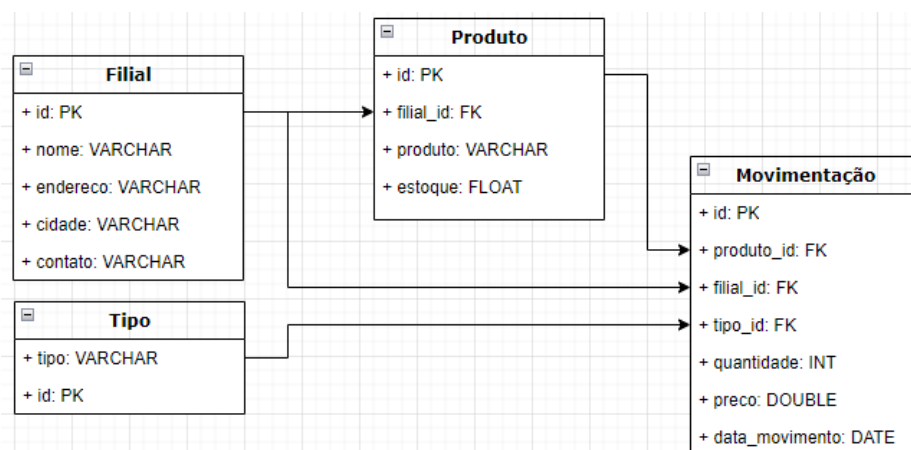 Filial
+ id: PK
+ nome: VARCHAR
+ endereco: VARCHAR
+ cidade: VARCHAR
+ contato: VARCHAR
Produto
+ id: PK
+ filial_id: FK
+ produto: VARCHAR
+ estoque: FLOAT
Tipo
+ tipo: VARCHAR
+ id: PK
Movimentação
+ id: PK
+ produto_id: FK
+ filial_id: FK
+ tipo_id: FK
+ quantidade: INT
+ preco: DOUBLE
+ data_movimento: DATE